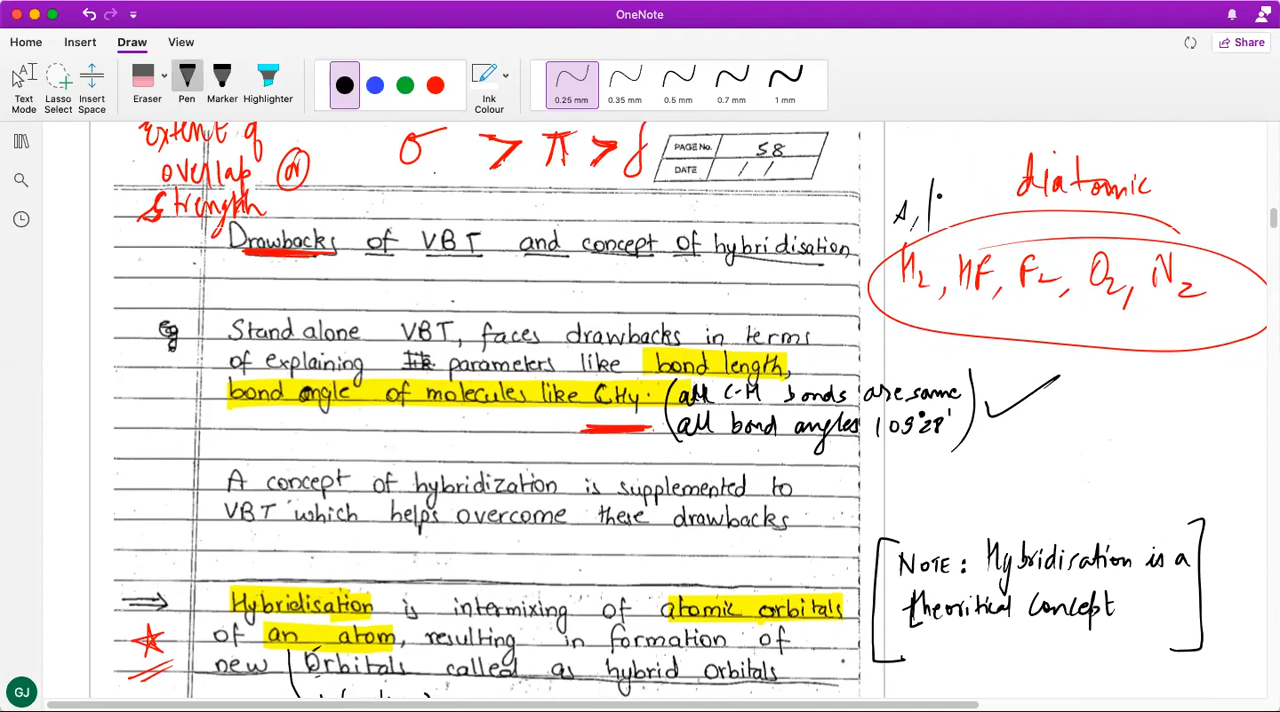 OneNote
Home Insert Draw View
Share
Text Mode
Lasso Select
Insert Space
Eraser
Pen
Marker
Highlighter
Ink Colour
0.25 mm
0.35 mm
0.5 mm
0.7 mm
1 mm
Extent of
overlap
Strength
σ > π > δ
PAGE No. 58
DATE / /
diatomic
s, p
H2, HF, F2, O2, N2
Drawbacks of VBT and concept of hybridisation
Eg
Stand alone VBT, faces drawbacks in terms
of explaining parameters like bond length,
bond angle of molecules like CH4. (all C-H bonds are same
all bond angles 109°28')
A concept of hybridization is supplemented to
VBT which helps overcome these drawbacks
NOTE: Hybridisation is a
theoritical concept
⇒ Hybridisation is intermixing of atomic orbitals
of an atom, resulting in formation of
new orbitals called as hybrid orbitals
GJ